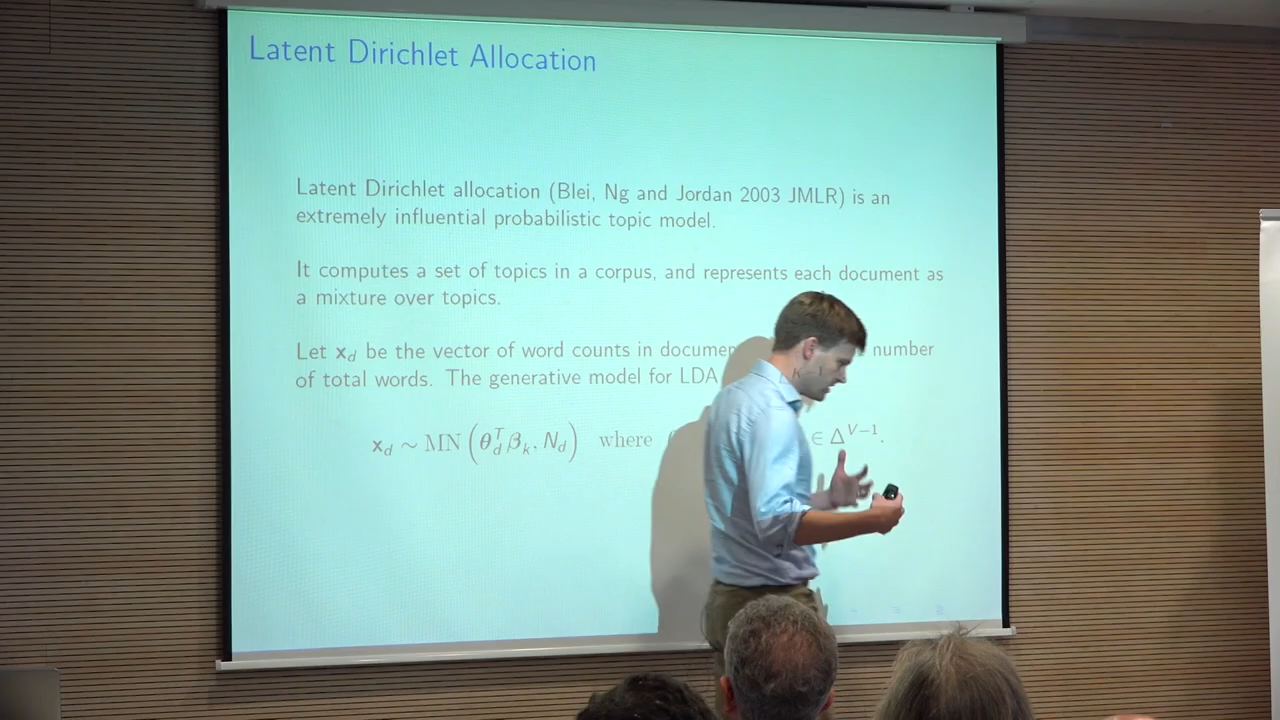 Latent Dirichlet Allocation
Latent Dirichlet allocation (Blei, Ng and Jordan 2003 JMLR) is an
extremely influential probabilistic topic model.
It computes a set of topics in a corpus, and represents each document as
a mixture over topics.
Let x_d be the vector of word counts in number
of total words. The generative model for LDA
x_d ∼ MN (θ_d^T β_k, N_d) where ∈ Δ^{V−1}.